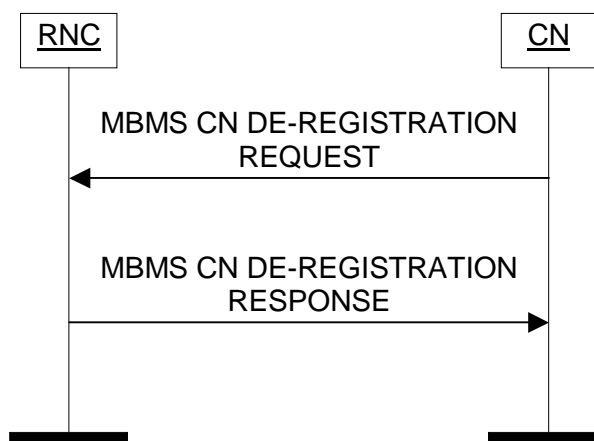 RNC
CN
MBMS CN DE-REGISTRATION
REQUEST
MBMS CN DE-REGISTRATION
RESPONSE